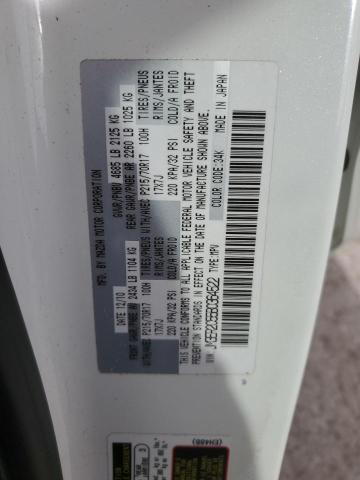 MFD. BY MAZDA MOTOR CORPORATION
12/10 GVWR/PNBV 4685 LB 2125 KG
FRONT GAWR/PNBE AV 2434 LB 1104 KG REAR GAWR/PNBE AR 2260 LB 1025 KG
WITH/AVEC P215/70R17 100H TIRES/PNEUS WITH/AVEC P215/70R17 100H TIRES/PNEUS
17X7J RIMS/JANTES 17X7J RIMS/JANTES
220 KPA/32 PSI COLD/A FROID 220 KPA/32 PSI COLD/A FROID
THIS VEHICLE CONFORMS TO ALL APPLICABLE FEDERAL MOTOR VEHICLE SAFETY AND THEFT
PREVENTION STANDARDS IN EFFECT ON THE DATE OF MANUFACTURE SHOWN ABOVE.
COLOR CODE:34K MADE IN JAPAN
VIN: TYPE:MPV
(EH48B)